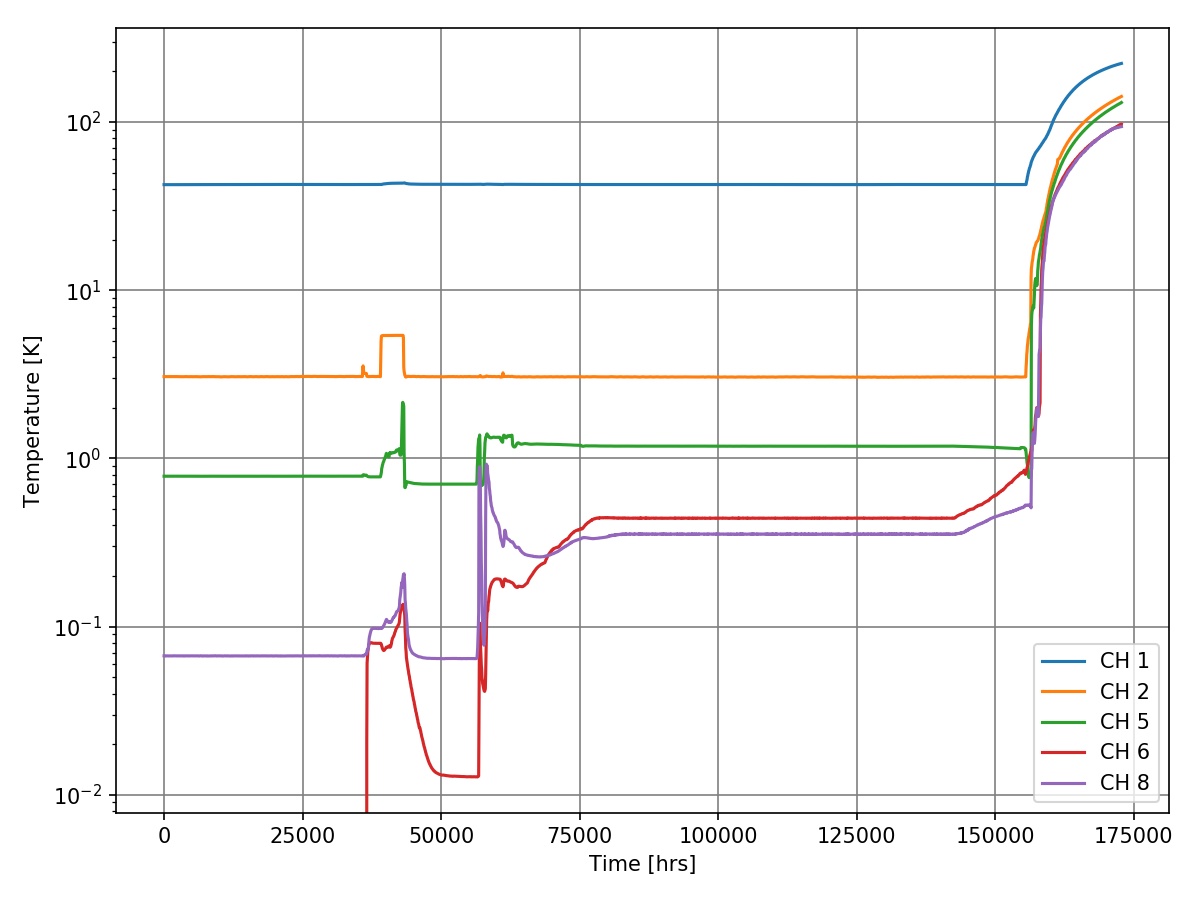 10²
10¹
10⁰
10⁻¹
10⁻²
Temperature [K]
0 25000 50000 75000 100000 125000 150000 175000
Time [hrs]
CH 1
CH 2
CH 5
CH 6
CH 8